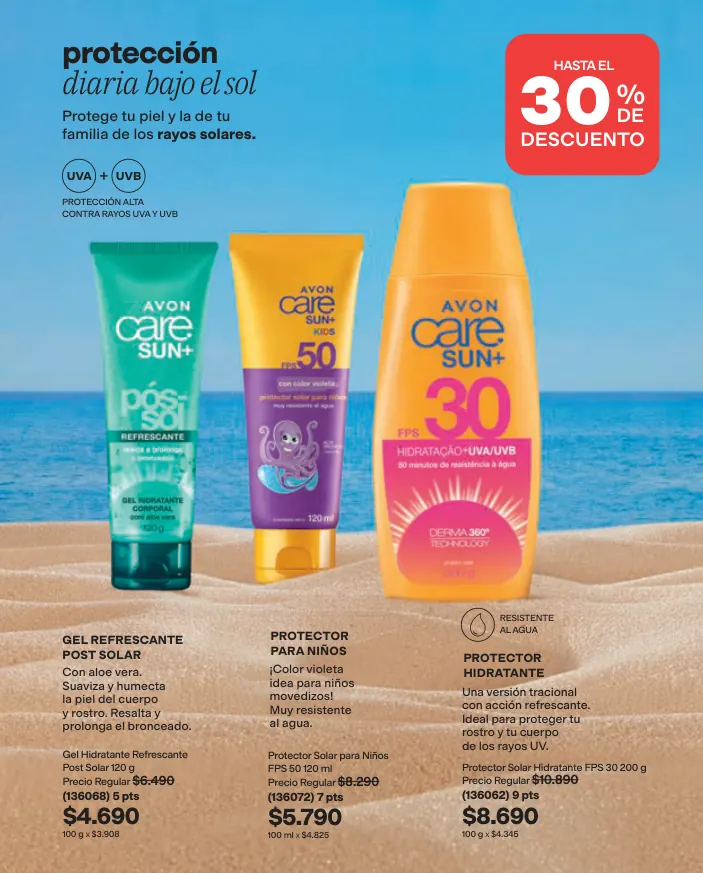 protección
diaria bajo el sol
Protege tu piel y la de tu
familia de los rayos solares.
UVA + UVB
PROTECCIÓN ALTA
CONTRA RAYOS UVA Y UVB
HASTA EL
30%
DE
DESCUENTO
AVON
care
SUN+
pós-
sol
REFRESCANTE
GEL HIDRATANTE
CORPORAL
120 g
AVON
care
SUN+
KIDS
FPS 50
con color violeta
protector solar para niños
muy resistente al agua
120 ml
AVON
care
SUN+
FPS 30
HIDRATAÇÃO+UVA/UVB
80 minutos de resistência à água
DERMA 360°
TECHNOLOGY
GEL REFRESCANTE
POST SOLAR
Con aloe vera.
Suaviza y humecta
la piel del cuerpo
y rostro. Resalta y
prolonga el bronceado.
Gel Hidratante Refrescante
Post Solar 120 g
Precio Regular $6.490
(136068) 5 pts
$4.690
100 g x $3.908
PROTECTOR
PARA NIÑOS
¡Color violeta
idea para niños
movedizos!
Muy resistente
al agua.
Protector Solar para Niños
FPS 50 120 ml
Precio Regular $8.290
(136072) 7 pts
$5.790
100 ml x $4.825
RESISTENTE
AL AGUA
PROTECTOR
HIDRATANTE
Una versión tracional
con acción refrescante.
Ideal para proteger tu
rostro y tu cuerpo
de los rayos UV.
Protector Solar Hidratante FPS 30 200 g
Precio Regular $10.890
(136062) 9 pts
$8.690
100 g x $4.345